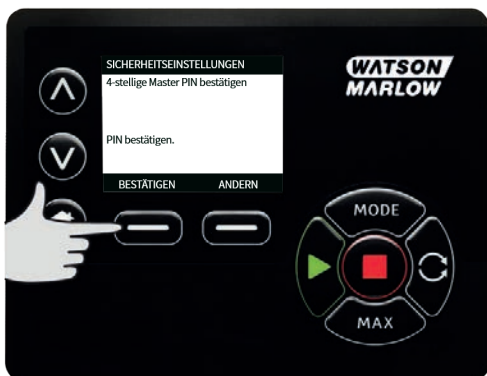 SICHERHEITSEINSTELLUNGEN
4-stellige Master PIN bestätigen
PIN bestätigen.
BESTÄTIGEN ANDERN
WATSON
MARLOW
MODE
MAX